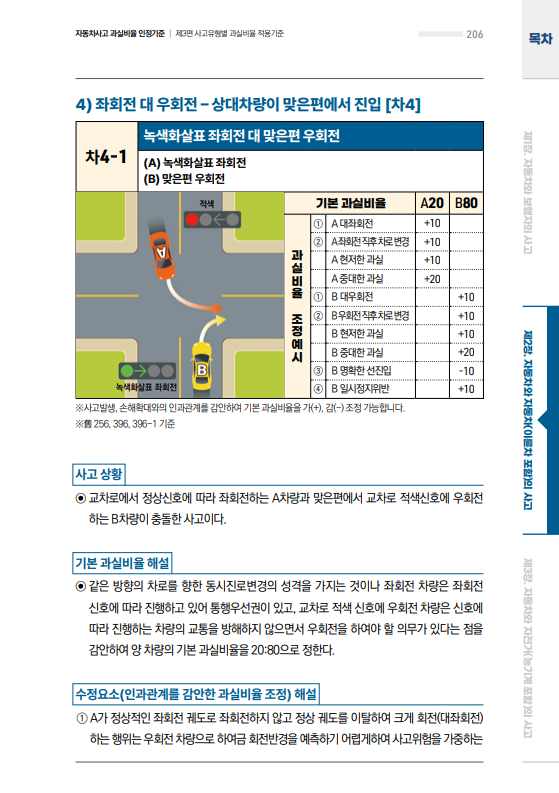 자동차사고 과실비율 인정기준 | 제3편 사고유형별 과실비율 적용기준
206
목차
4) 좌회전 대 우회전 – 상대차량이 맞은편에서 진입 [차4]
차4-1
녹색화살표 좌회전 대 맞은편 우회전
(A) 녹색화살표 좌회전
(B) 맞은편 우회전
적색
A
B
녹색화살표 좌회전
기본 과실비율 A20 B80
과실비율 조정예시
① A 대좌회전 +10
② A 좌회전 직후 차로변경 +10
A 현저한 과실 +10
A 중대한 과실 +20
① B 대우회전 +10
② B 우회전 직후 차로변경 +10
B 현저한 과실 +10
B 중대한 과실 +20
③ B 명확한 선진입 -10
④ B 일시정지위반 +10
※사고발생, 손해확대와의 인과관계를 감안하여 기본 과실비율을 가(+), 감(-) 조정 가능합니다.
※舊 256, 396, 396-1 기준
사고 상황
◉ 교차로에서 정상신호에 따라 좌회전하는 A차량과 맞은편에서 교차로 적색신호에 우회전
하는 B차량이 충돌한 사고이다.
기본 과실비율 해설
◉ 같은 방향의 차로를 향한 동시진로변경의 성격을 가지는 것이나 좌회전 차량은 좌회전
신호에 따라 진행하고 있어 통행우선권이 있고, 교차로 적색 신호에 우회전 차량은 신호에
따라 진행하는 차량의 교통을 방해하지 않으면서 우회전을 하여야 할 의무가 있다는 점을
감안하여 양 차량의 기본 과실비율을 20:80으로 정한다.
수정요소(인과관계를 감안한 과실비율 조정) 해설
① A가 정상적인 좌회전 궤도로 좌회전하지 않고 정상 궤도를 이탈하여 크게 회전(대좌회전)
하는 행위는 우회전 차량으로 하여금 회전반경을 예측하기 어렵게하여 사고위험을 가중하는
제1장. 자동차와 보행자의 사고
제2장. 자동차와 자동차(이륜차 포함)의 사고
제3장. 자동차와 자전거(농기계 포함)의 사고